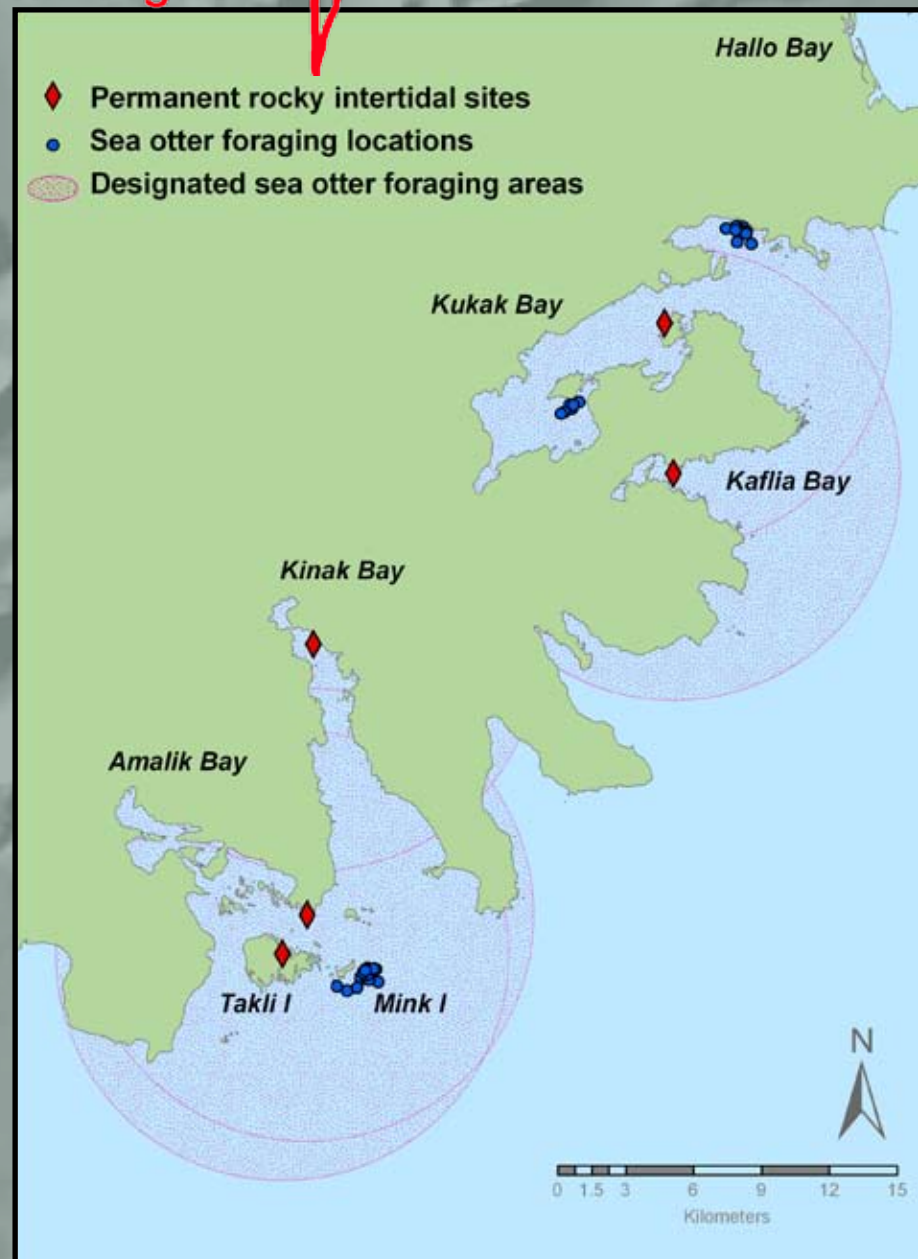 Hallo Bay
Permanent rocky intertidal sites
Sea otter foraging locations
Designated sea otter foraging areas
Kukak Bay
Kaflia Bay
Kinak Bay
Amalik Bay
Takli I
Mink I
N
0 1.5 3 6 9 12 15
Kilometers